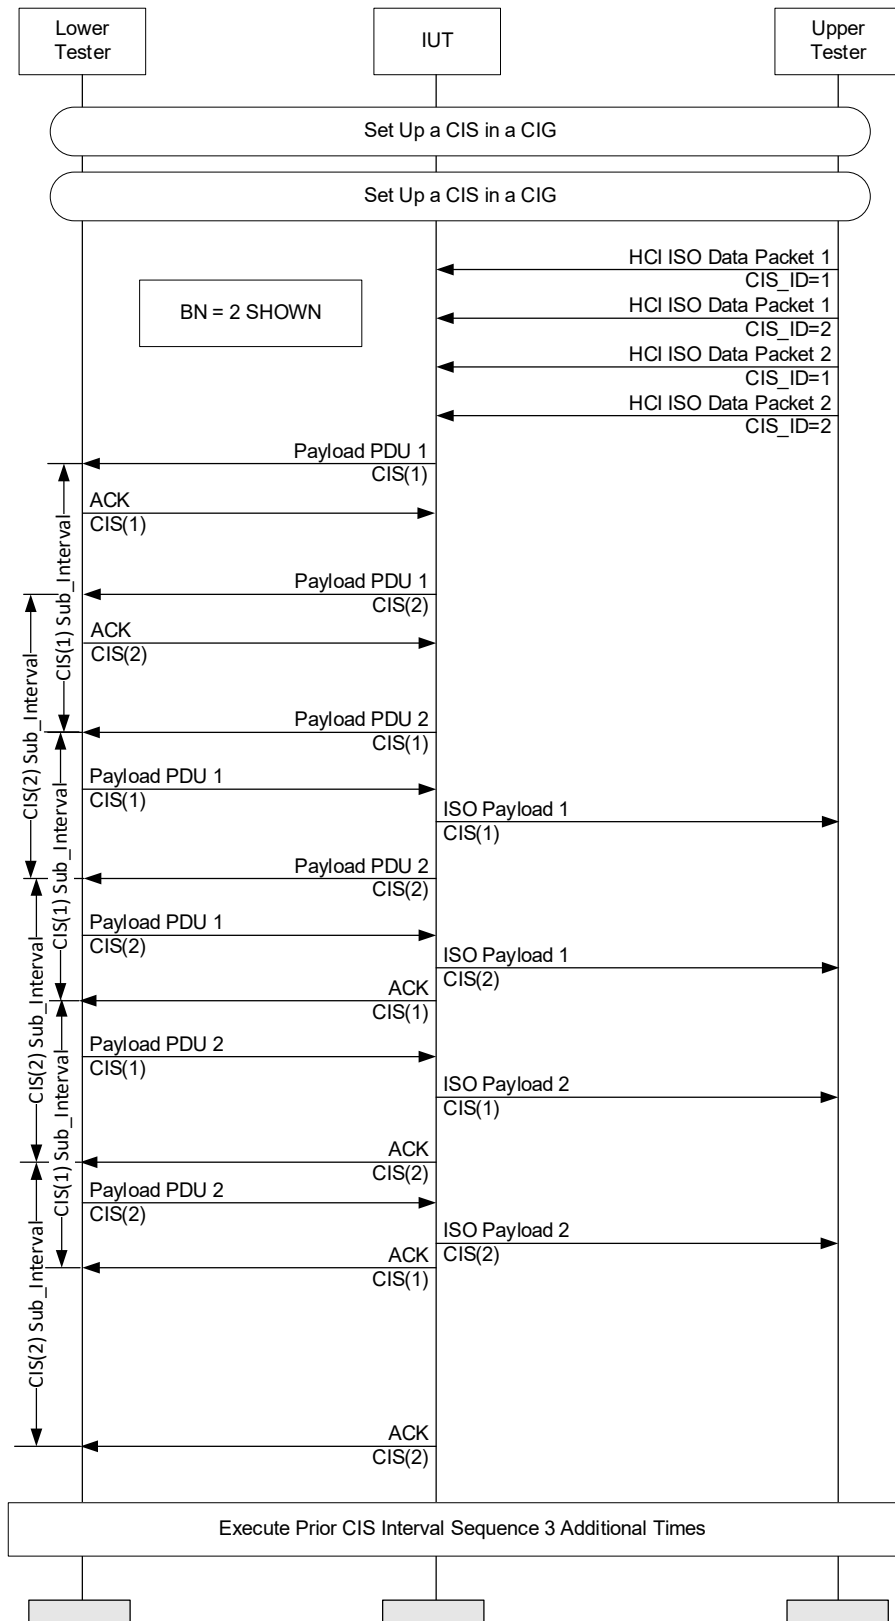 Lower
Tester
IUT
Upper
Tester
Set Up a CIS in a CIG
Set Up a CIS in a CIG
HCI ISO Data Packet 1
CIS_ID=1
BN = 2 SHOWN
HCI ISO Data Packet 1
CIS_ID=2
HCI ISO Data Packet 2
CIS_ID=1
HCI ISO Data Packet 2
CIS_ID=2
Payload PDU 1
CIS(1)
ACK
CIS(1)
CIS(1) Sub_Interval
Payload PDU 1
CIS(2)
ACK
CIS(2)
CIS(2) Sub_Interval
Payload PDU 2
CIS(1)
Payload PDU 1
CIS(1)
ISO Payload 1
CIS(1)
CIS(1) Sub_Interval
Payload PDU 2
CIS(2)
Payload PDU 1
CIS(2)
ISO Payload 1
CIS(2)
CIS(2) Sub_Interval
ACK
CIS(1)
Payload PDU 2
CIS(1)
ISO Payload 2
CIS(1)
CIS(1) Sub_Interval
ACK
CIS(2)
Payload PDU 2
CIS(2)
ISO Payload 2
CIS(2)
CIS(2) Sub_Interval
ACK
CIS(1)
ACK
CIS(2)
Execute Prior CIS Interval Sequence 3 Additional Times